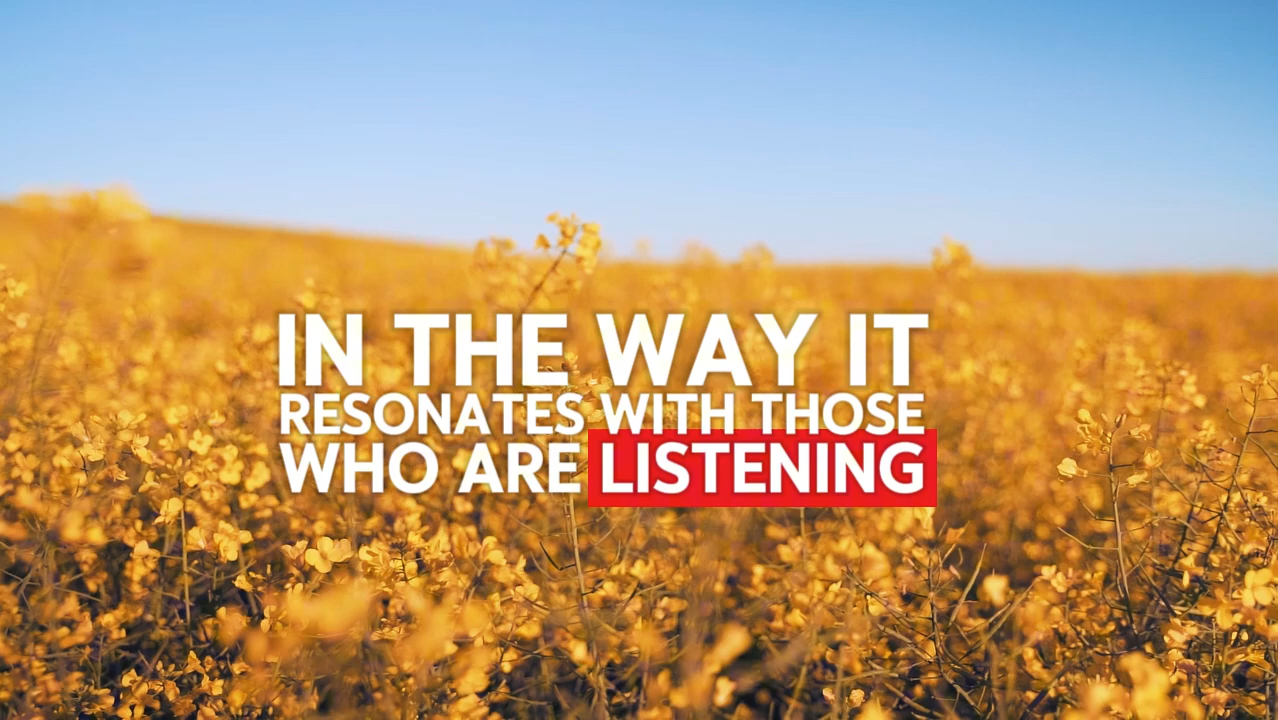 IN THE WAY IT
RESONATES WITH THOSE
WHO ARE LISTENING